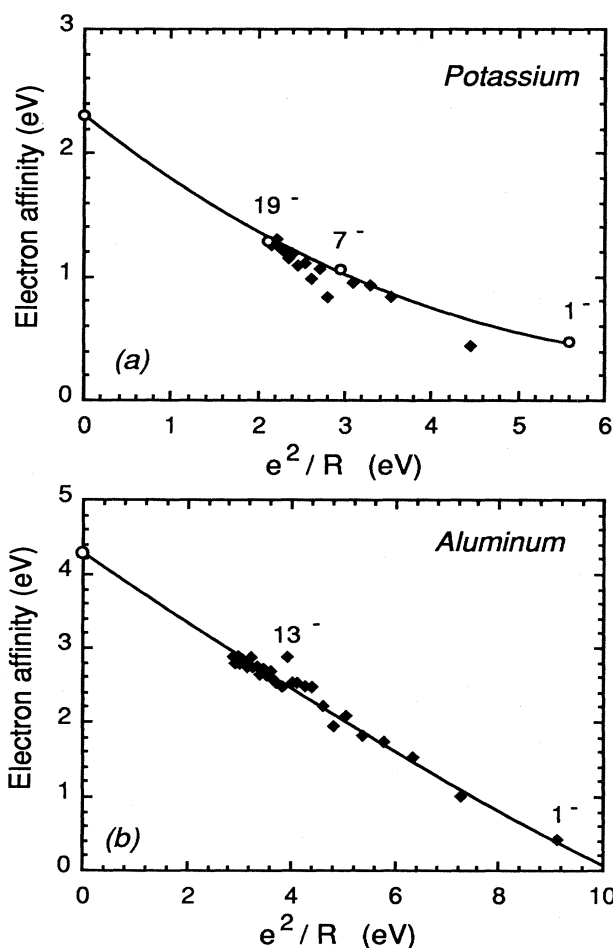 3
2
1
0
Electron affinity (eV)
Potassium
19 -
7 -
1 -
(a)
0 1 2 3 4 5 6
e² / R (eV)
5
4
3
2
1
0
Electron affinity (eV)
Aluminum
13 -
1 -
(b)
0 2 4 6 8 10
e² / R (eV)